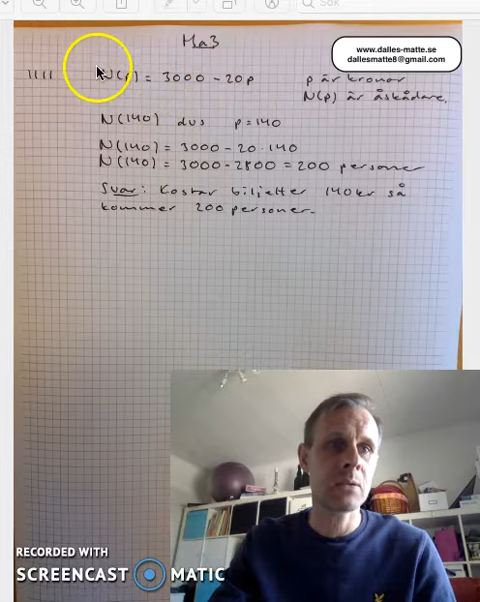 Sök
Ma3
www.dalles-matte.se
dallesmatte8@gmail.com
1111 N(p) = 3000 - 20p p är kronor
N(p) är åskådare.
N(140) dvs p=140
N(140) = 3000 - 20 · 140
N(140) = 3000 - 2800 = 200 personer
Svar: Kostar biljetter 140kr så
kommer 200 personer.
RECORDED WITH
SCREENCAST MATIC